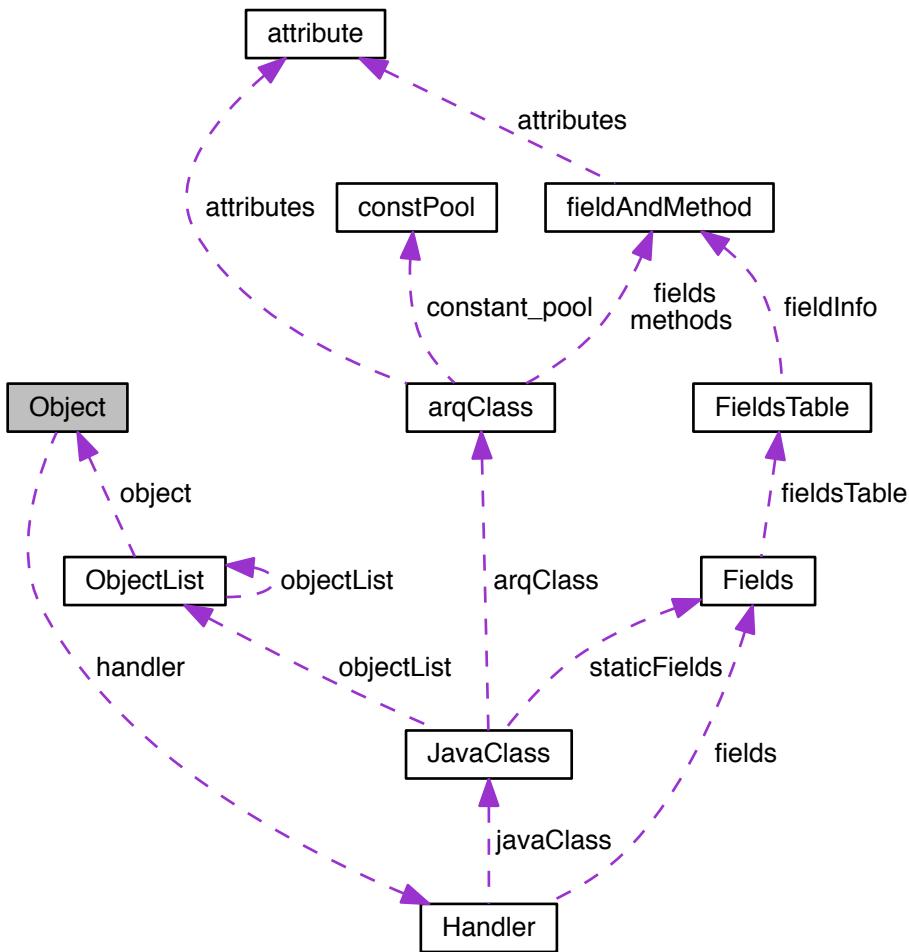 attribute
attributes
attributes
constPool
fieldAndMethod
constant_pool
fields
methods
fieldInfo
Object
arqClass
FieldsTable
object
fieldsTable
ObjectList
objectList
arqClass
Fields
handler
objectList
staticFields
JavaClass
fields
javaClass
Handler